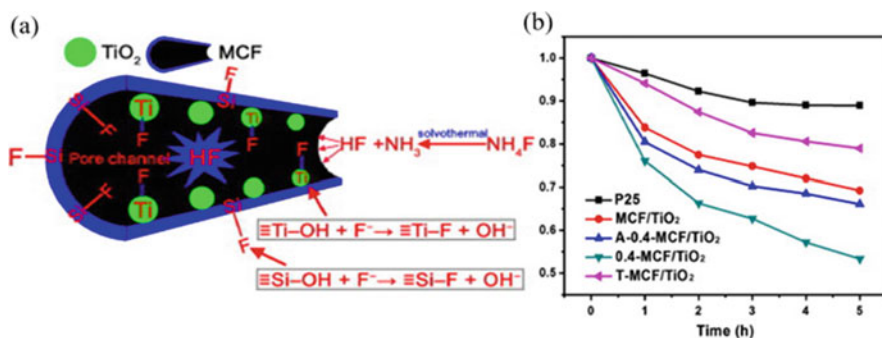 (a)
TiO₂ MCF
F
Si
Si
F
Ti
F
Si
Pore channel
HF
Ti
F
F
Ti
F
Si
Ti
Si
F
HF +NH₃ solvothermal NH₄F
≡Ti–OH + F⁻→ ≡Ti–F + OH⁻
≡Si–OH + F⁻→ ≡Si–F + OH⁻
(b)
1.0
0.9
0.8
0.7
0.6
0.5
P25
MCF/TiO₂
A-0.4-MCF/TiO₂
0.4-MCF/TiO₂
T-MCF/TiO₂
0 1 2 3 4 5
Time (h)